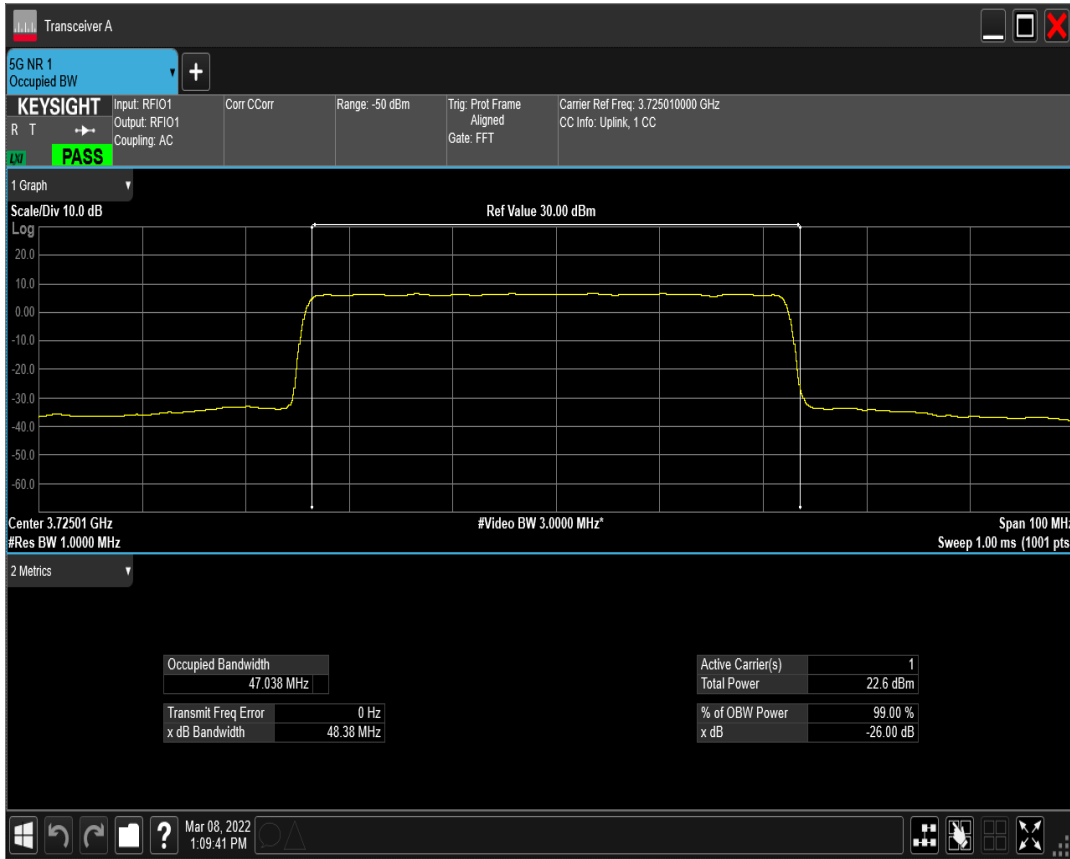 Transceiver A
5G NR 1
Occupied BW
KEYSIGHT
R T
LXI
PASS
Input: RFIO1
Output: RFIO1
Coupling: AC
Corr CCorr
Range: -50 dBm
Trig: Prot Frame
Aligned
Gate: FFT
Carrier Ref Freq: 3.725010000 GHz
CC Info: Uplink, 1 CC
1 Graph
Scale/Div 10.0 dB
Ref Value 30.00 dBm
Log
20.0
10.0
0.00
-10.0
-20.0
-30.0
-40.0
-50.0
-60.0
Center 3.72501 GHz
#Video BW 3.0000 MHz*
Span 100 MHz
#Res BW 1.0000 MHz
Sweep 1.00 ms (1001 pts
2 Metrics
Occupied Bandwidth
47.038 MHz
Transmit Freq Error 0 Hz
x dB Bandwidth 48.38 MHz
Active Carrier(s) 1
Total Power 22.6 dBm
% of OBW Power 99.00 %
x dB -26.00 dB
?
Mar 08, 2022
1:09:41 PM